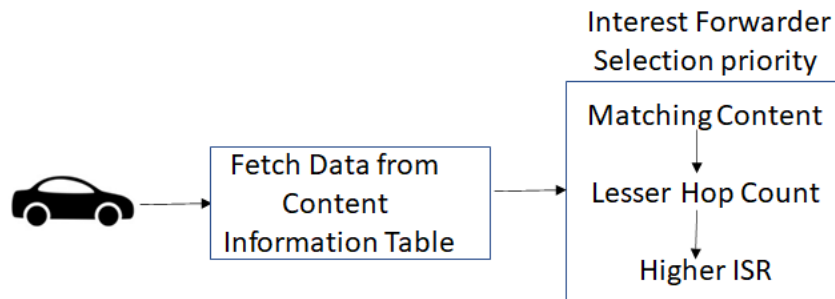 Interest Forwarder
Selection priority
Matching Content
Fetch Data from
Content
Information Table
Lesser Hop Count
Higher ISR